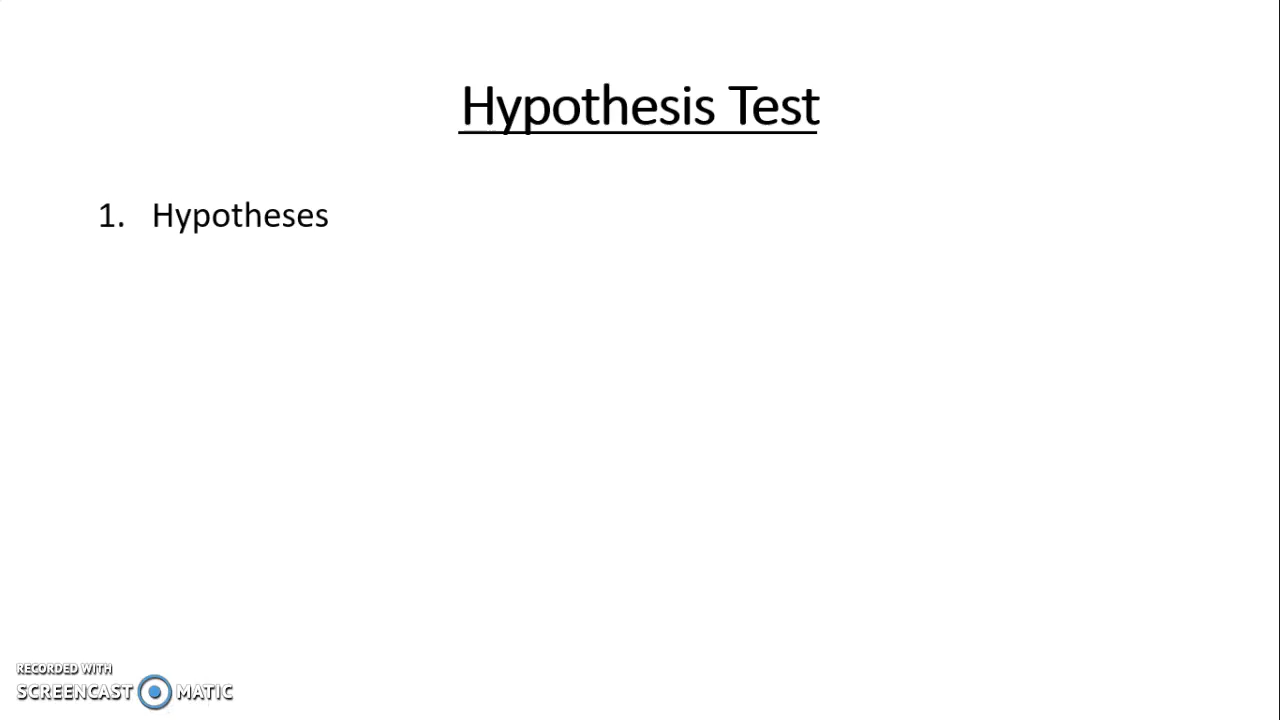 Hypothesis Test
1. Hypotheses
RECORDED WITH
SCREENCAST MATIC